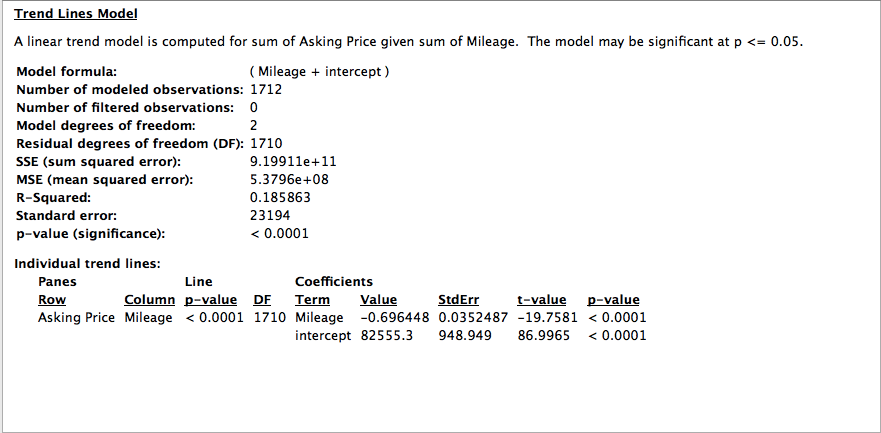 Trend Lines Model
A linear trend model is computed for sum of Asking Price given sum of Mileage.  The model may be significant at p <= 0.05.
Model formula: ( Mileage + intercept )
Number of modeled observations: 1712
Number of filtered observations: 0
Model degrees of freedom: 2
Residual degrees of freedom (DF): 1710
SSE (sum squared error): 9.19911e+11
MSE (mean squared error): 5.3796e+08
R-Squared: 0.185863
Standard error: 23194
p-value (significance): < 0.0001
Individual trend lines:
Panes Line Coefficients
Row Column p-value DF Term Value StdErr t-value p-value
Asking Price Mileage < 0.0001 1710 Mileage -0.696448 0.0352487 -19.7581 < 0.0001
intercept 82555.3 948.949 86.9965 < 0.0001